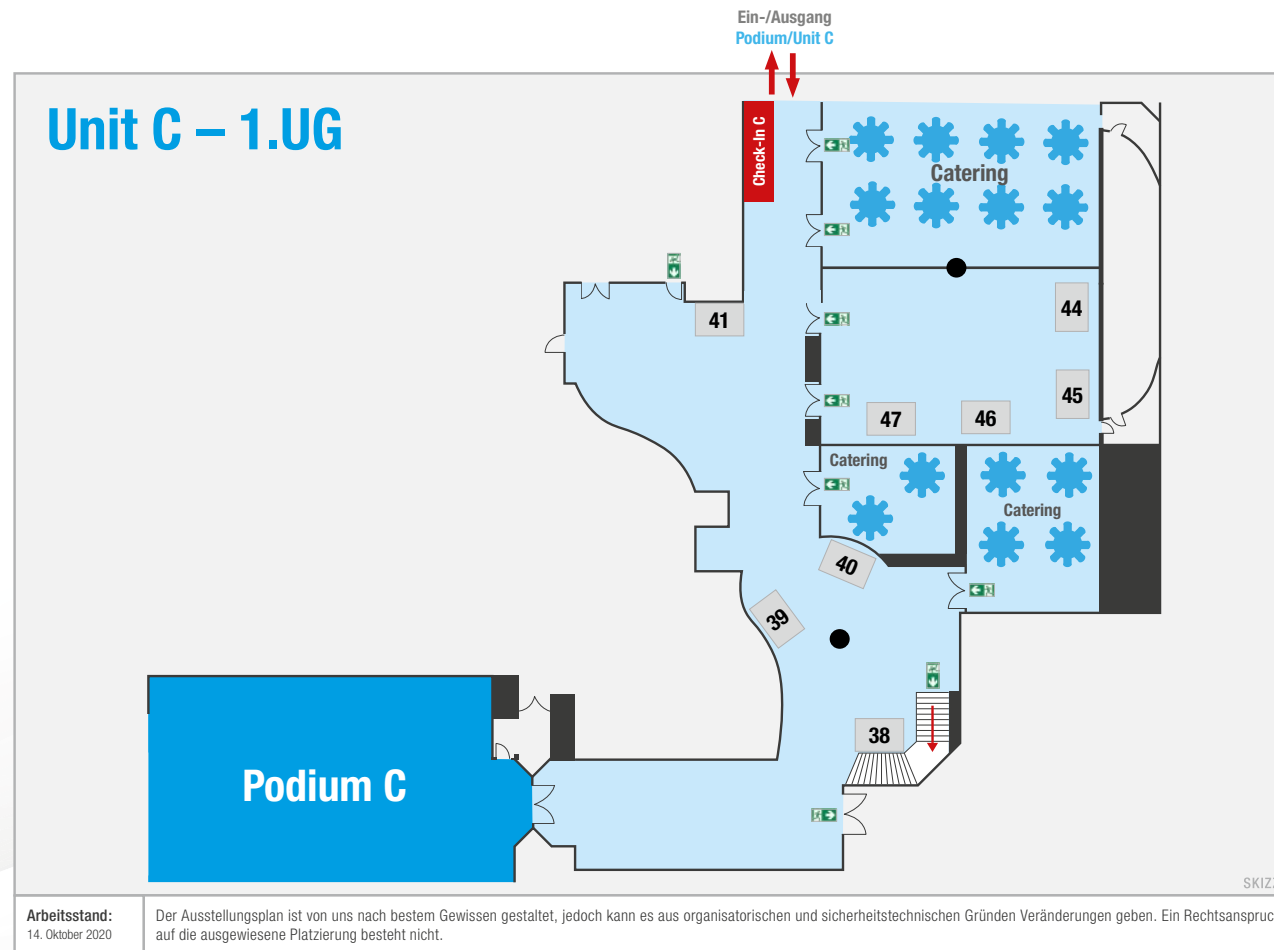 Ein-/Ausgang
Podium/Unit C
Unit C – 1.UG
Check-In C
Catering
41
44
45
47
46
Catering
Catering
40
39
38
Podium C
Arbeitsstand:
14. Oktober 2020
Der Ausstellungsplan ist von uns nach bestem Gewissen gestaltet, jedoch kann es aus organisatorischen und sicherheitstechnischen Gründen Veränderungen geben. Ein
auf die ausgewiesene Platzierung besteht nicht.